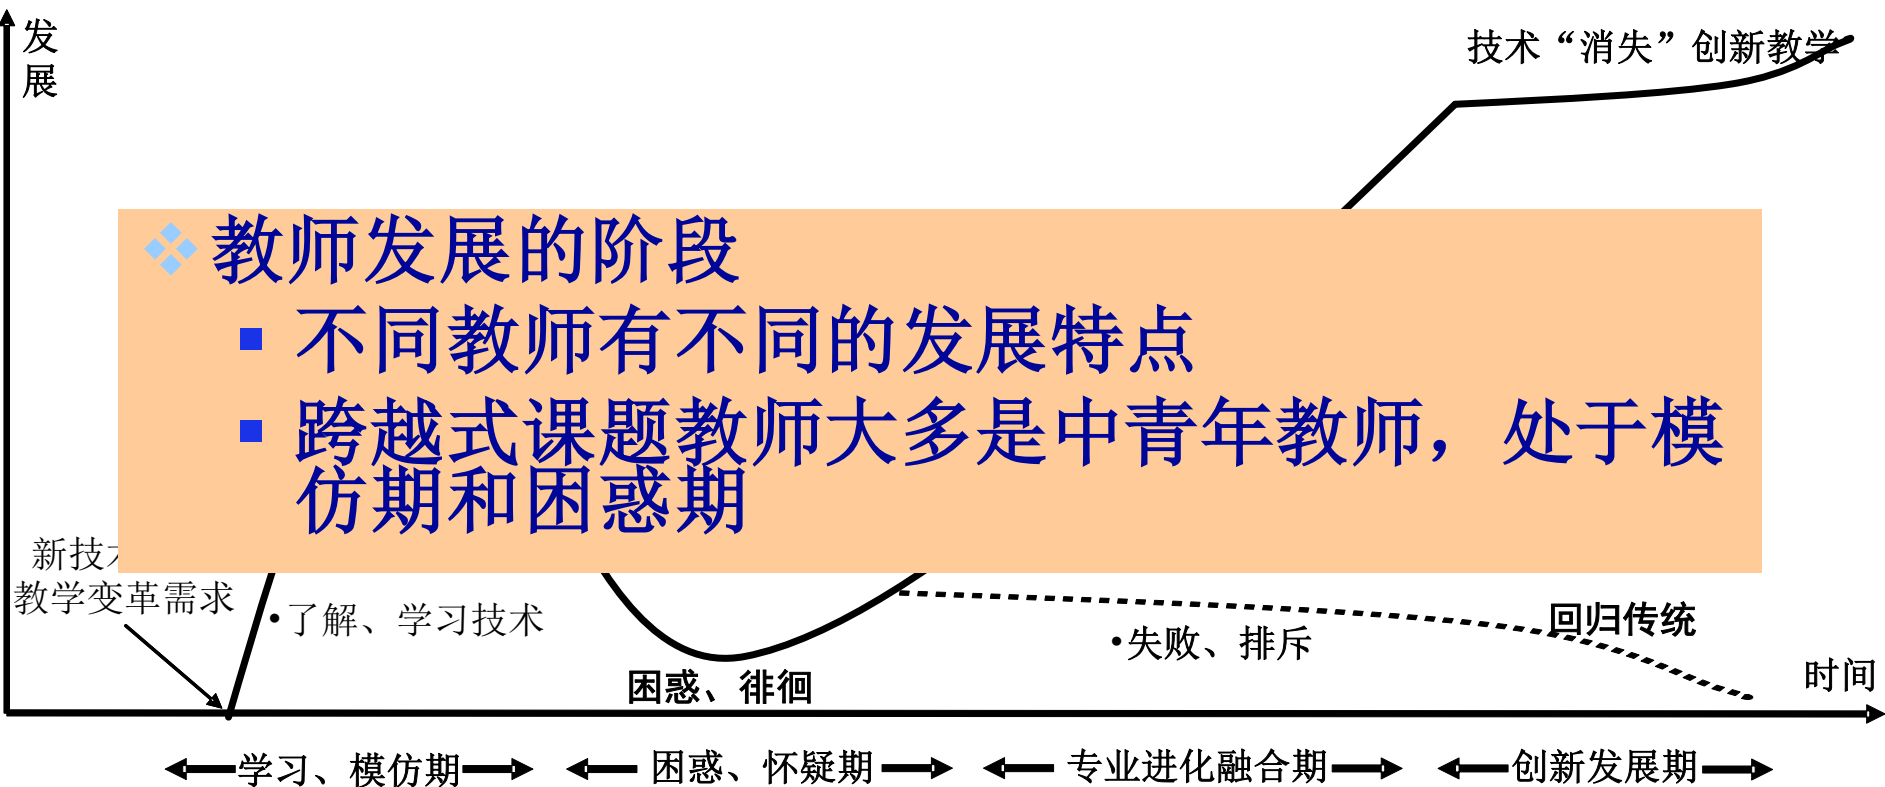 发
展
技术“消失”创新教学
教师发展的阶段
不同教师有不同的发展特点
跨越式课题教师大多是中青年教师，处于模
仿期和困惑期
新技
教学变革需求
•了解、学习技术
困惑、徘徊
•失败、排斥
回归传统
时间
学习、模仿期
困惑、怀疑期
专业进化融合期
创新发展期